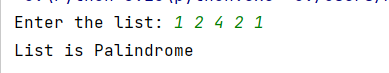 Enter the list: 1 2 4 2 1
List is Palindrome